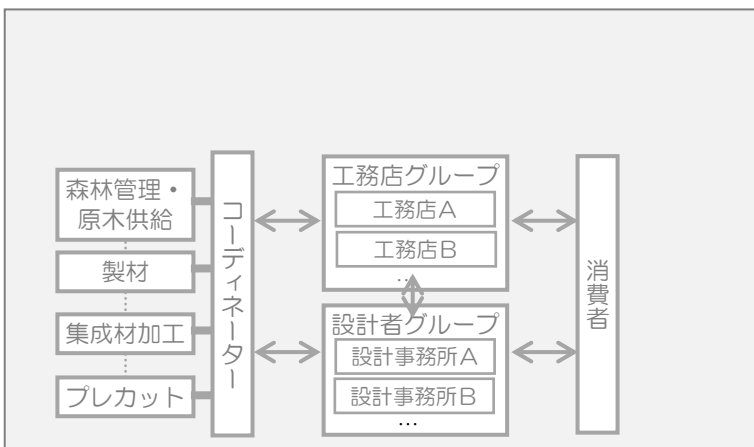 森林管理・
原木供給
製材
集成材加工
プレカット
コーディネーター
工務店グループ
工務店A
工務店B
…
設計者グループ
設計事務所A
設計事務所B
…
消費者